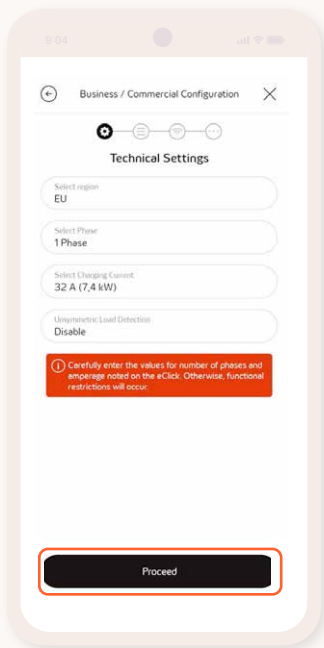 9:04
Business / Commercial Configuration
Technical Settings
Select region
EU
Select Phase
1 Phase
Select Charging Current
32 A (7,4 kW)
Unsymmetric Load Detection
Disable
Carefully enter the values for number of phases and
amperage noted on the eClick. Otherwise, functional
restrictions will occur.
Proceed